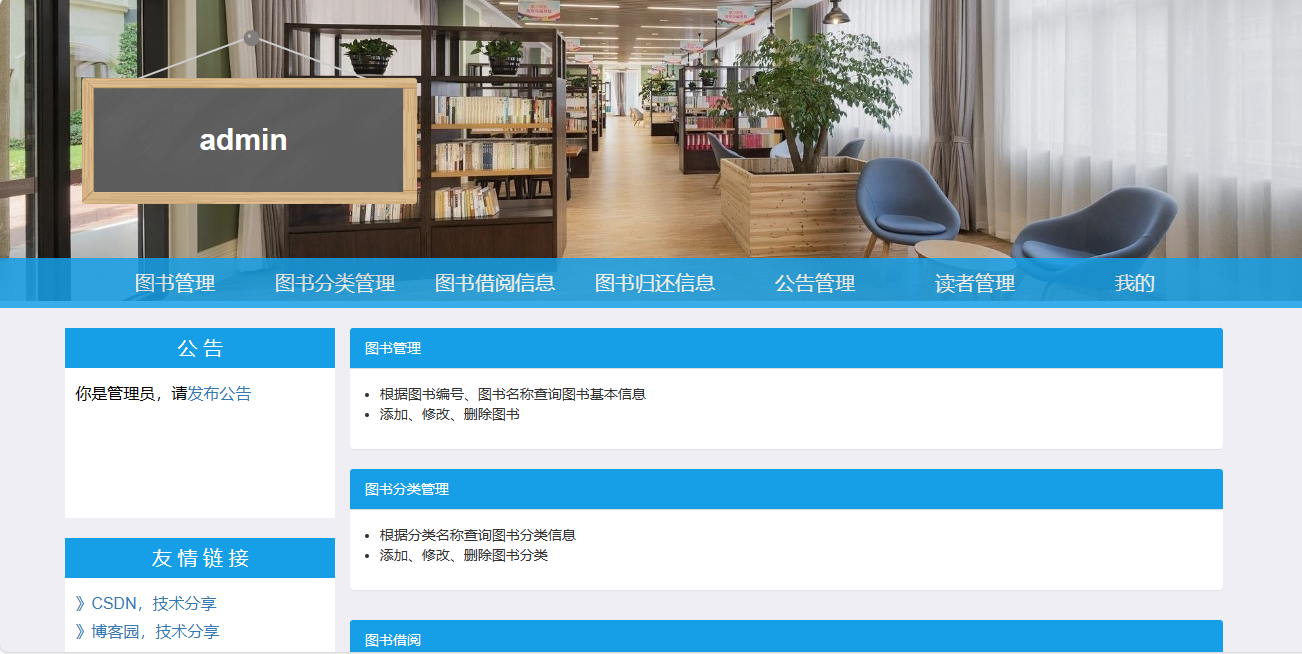 admin
图书管理 图书分类管理 图书借阅信息 图书归还信息 公告管理 读者管理 我的
公 告
你是管理员，请发布公告
友 情 链 接
》CSDN，技术分享
》博客园，技术分享
图书管理
根据图书编号、图书名称查询图书基本信息
添加、修改、删除图书
图书分类管理
根据分类名称查询图书分类信息
添加、修改、删除图书分类
图书借阅